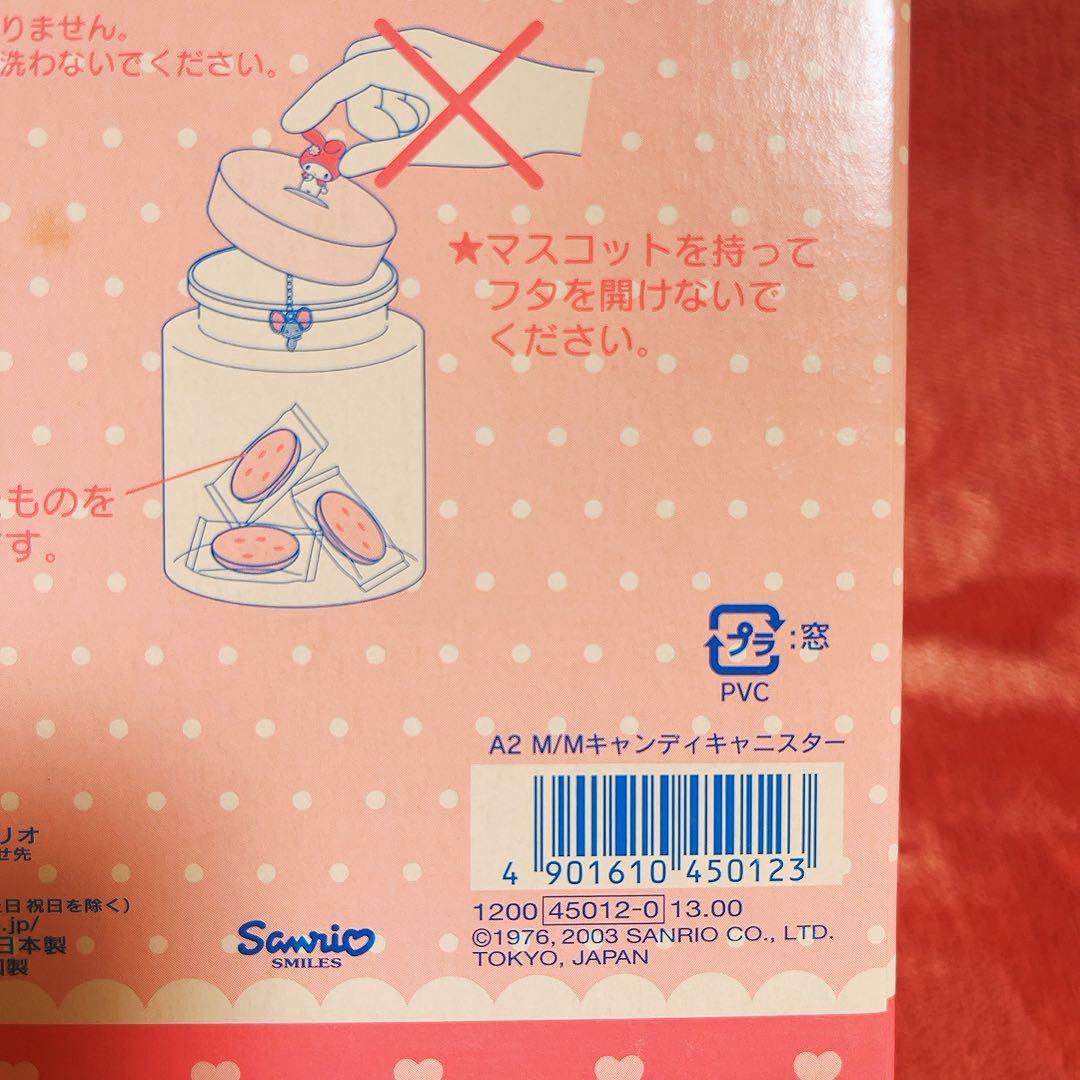 りません。
洗わないでください。
★マスコットを持って
フタを開けないで
ください。
ものを
す。
プラ:窓
PVC
A2 M/Mキャンディキャニスター
4 901610 450123
リオ
せ先
日祝日を除く)
.jp/
日本製
製
Sanrio
SMILES
1200 45012-0 13.00
©1976, 2003 SANRIO CO., LTD.
TOKYO, JAPAN